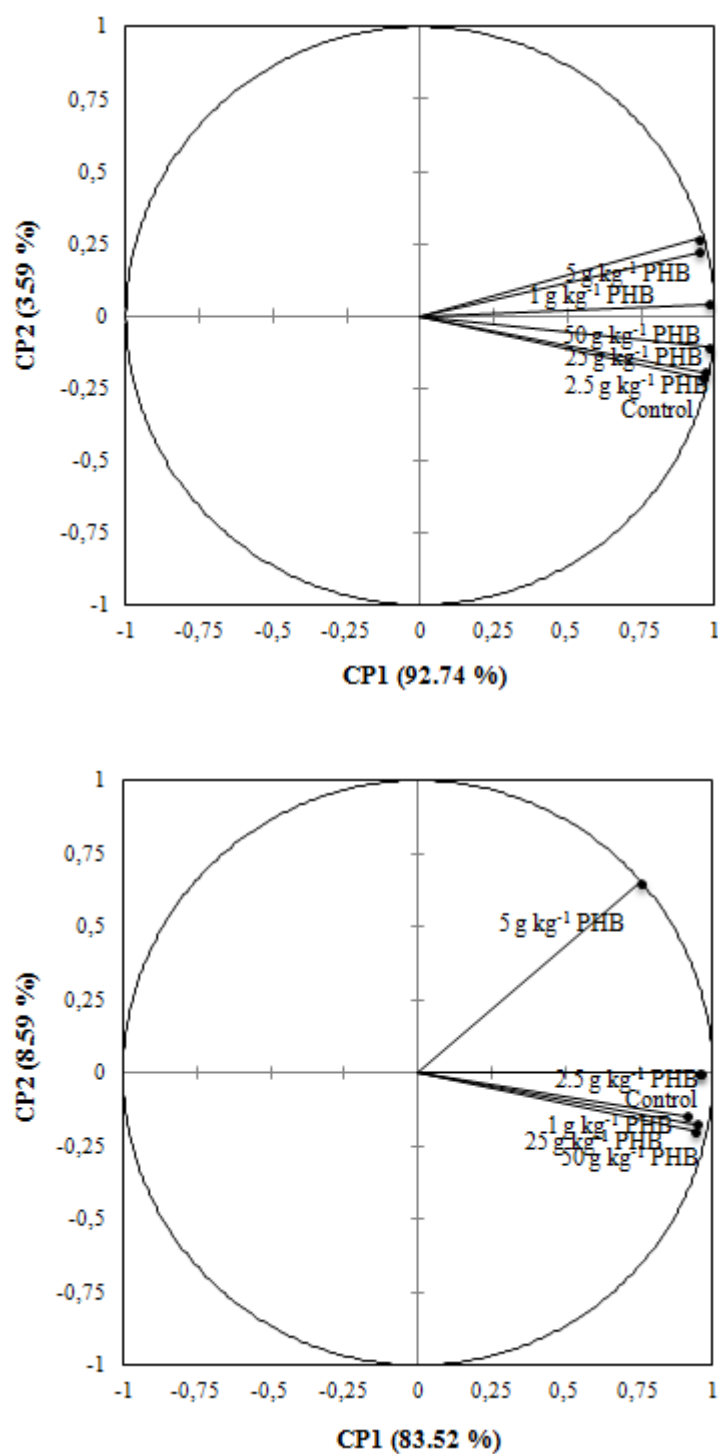 1
0,75
0,5
0,25
0
-0,25
-0,5
-0,75
-1
CP2 (3.59 %)
5 g kg-1 PHB
1 g kg-1 PHB
50 g kg-1 PHB
25 g kg-1 PHB
2.5 g kg-1 PHB
Control
-1 -0,75 -0,5 -0,25 0 0,25 0,5 0,75 1
CP1 (92.74 %)
1
0,75
0,5
0,25
0
-0,25
-0,5
-0,75
-1
CP2 (8.59 %)
5 g kg-1 PHB
2.5 g kg-1 PHB
Control
1 g kg-1 PHB
25 g kg-1 PHB
50 g kg-1 PHB
-1 -0,75 -0,5 -0,25 0 0,25 0,5 0,75 1
CP1 (83.52 %)